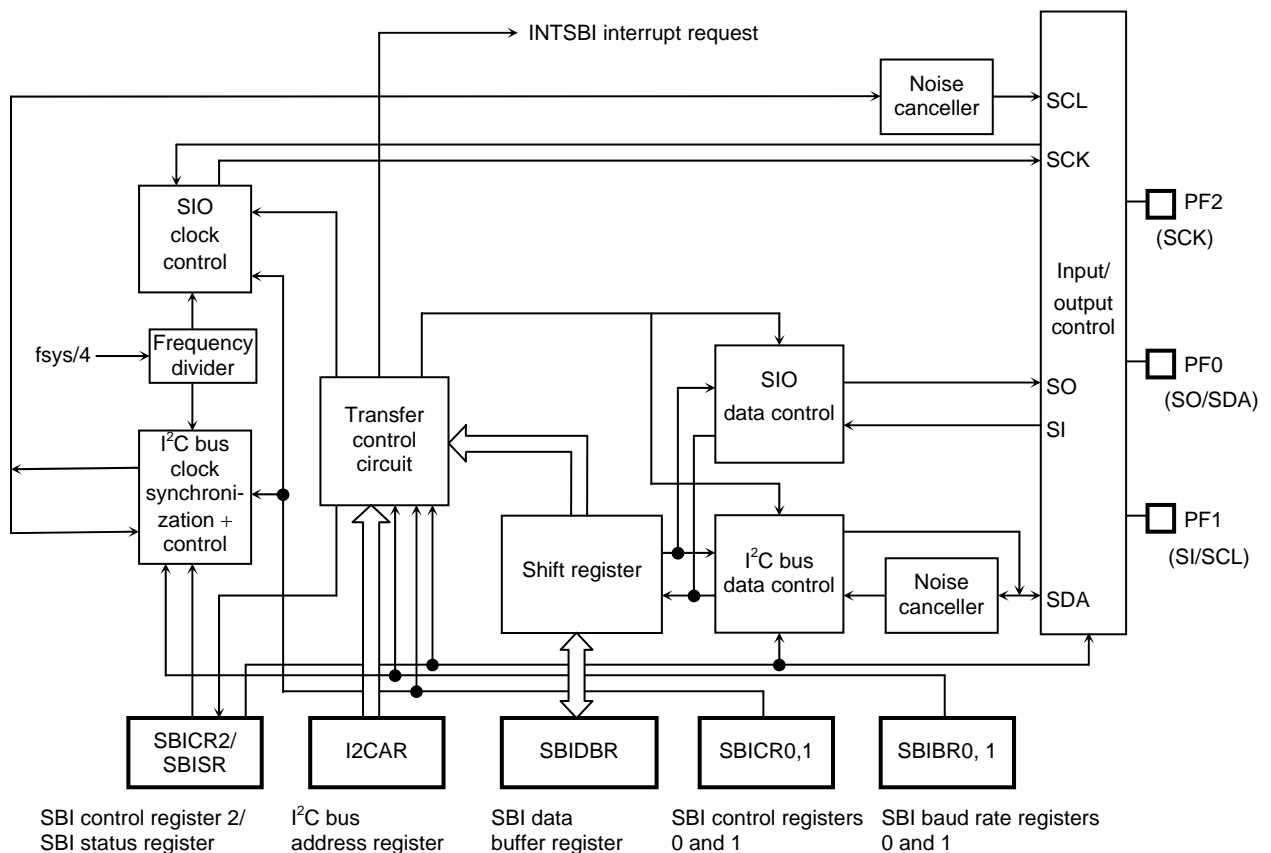 INTSBI interrupt request
Noise
canceller
SCL
SCK
SIO
clock
control
PF2
(SCK)
Input/
output
control
fsys/4
Frequency
divider
PF0
(SO/SDA)
SIO
data control
SO
SI
Transfer
control
circuit
I2C bus
clock
synchroni-
zation +
control
PF1
(SI/SCL)
Shift register
I2C bus
data control
Noise
canceller
SDA
SBICR2/
SBISR
I2CAR
SBIDBR
SBICR0,1
SBIBR0, 1
SBI control register 2/
SBI status register
I2C bus
address register
SBI data
buffer register
SBI control registers
0 and 1
SBI baud rate registers
0 and 1